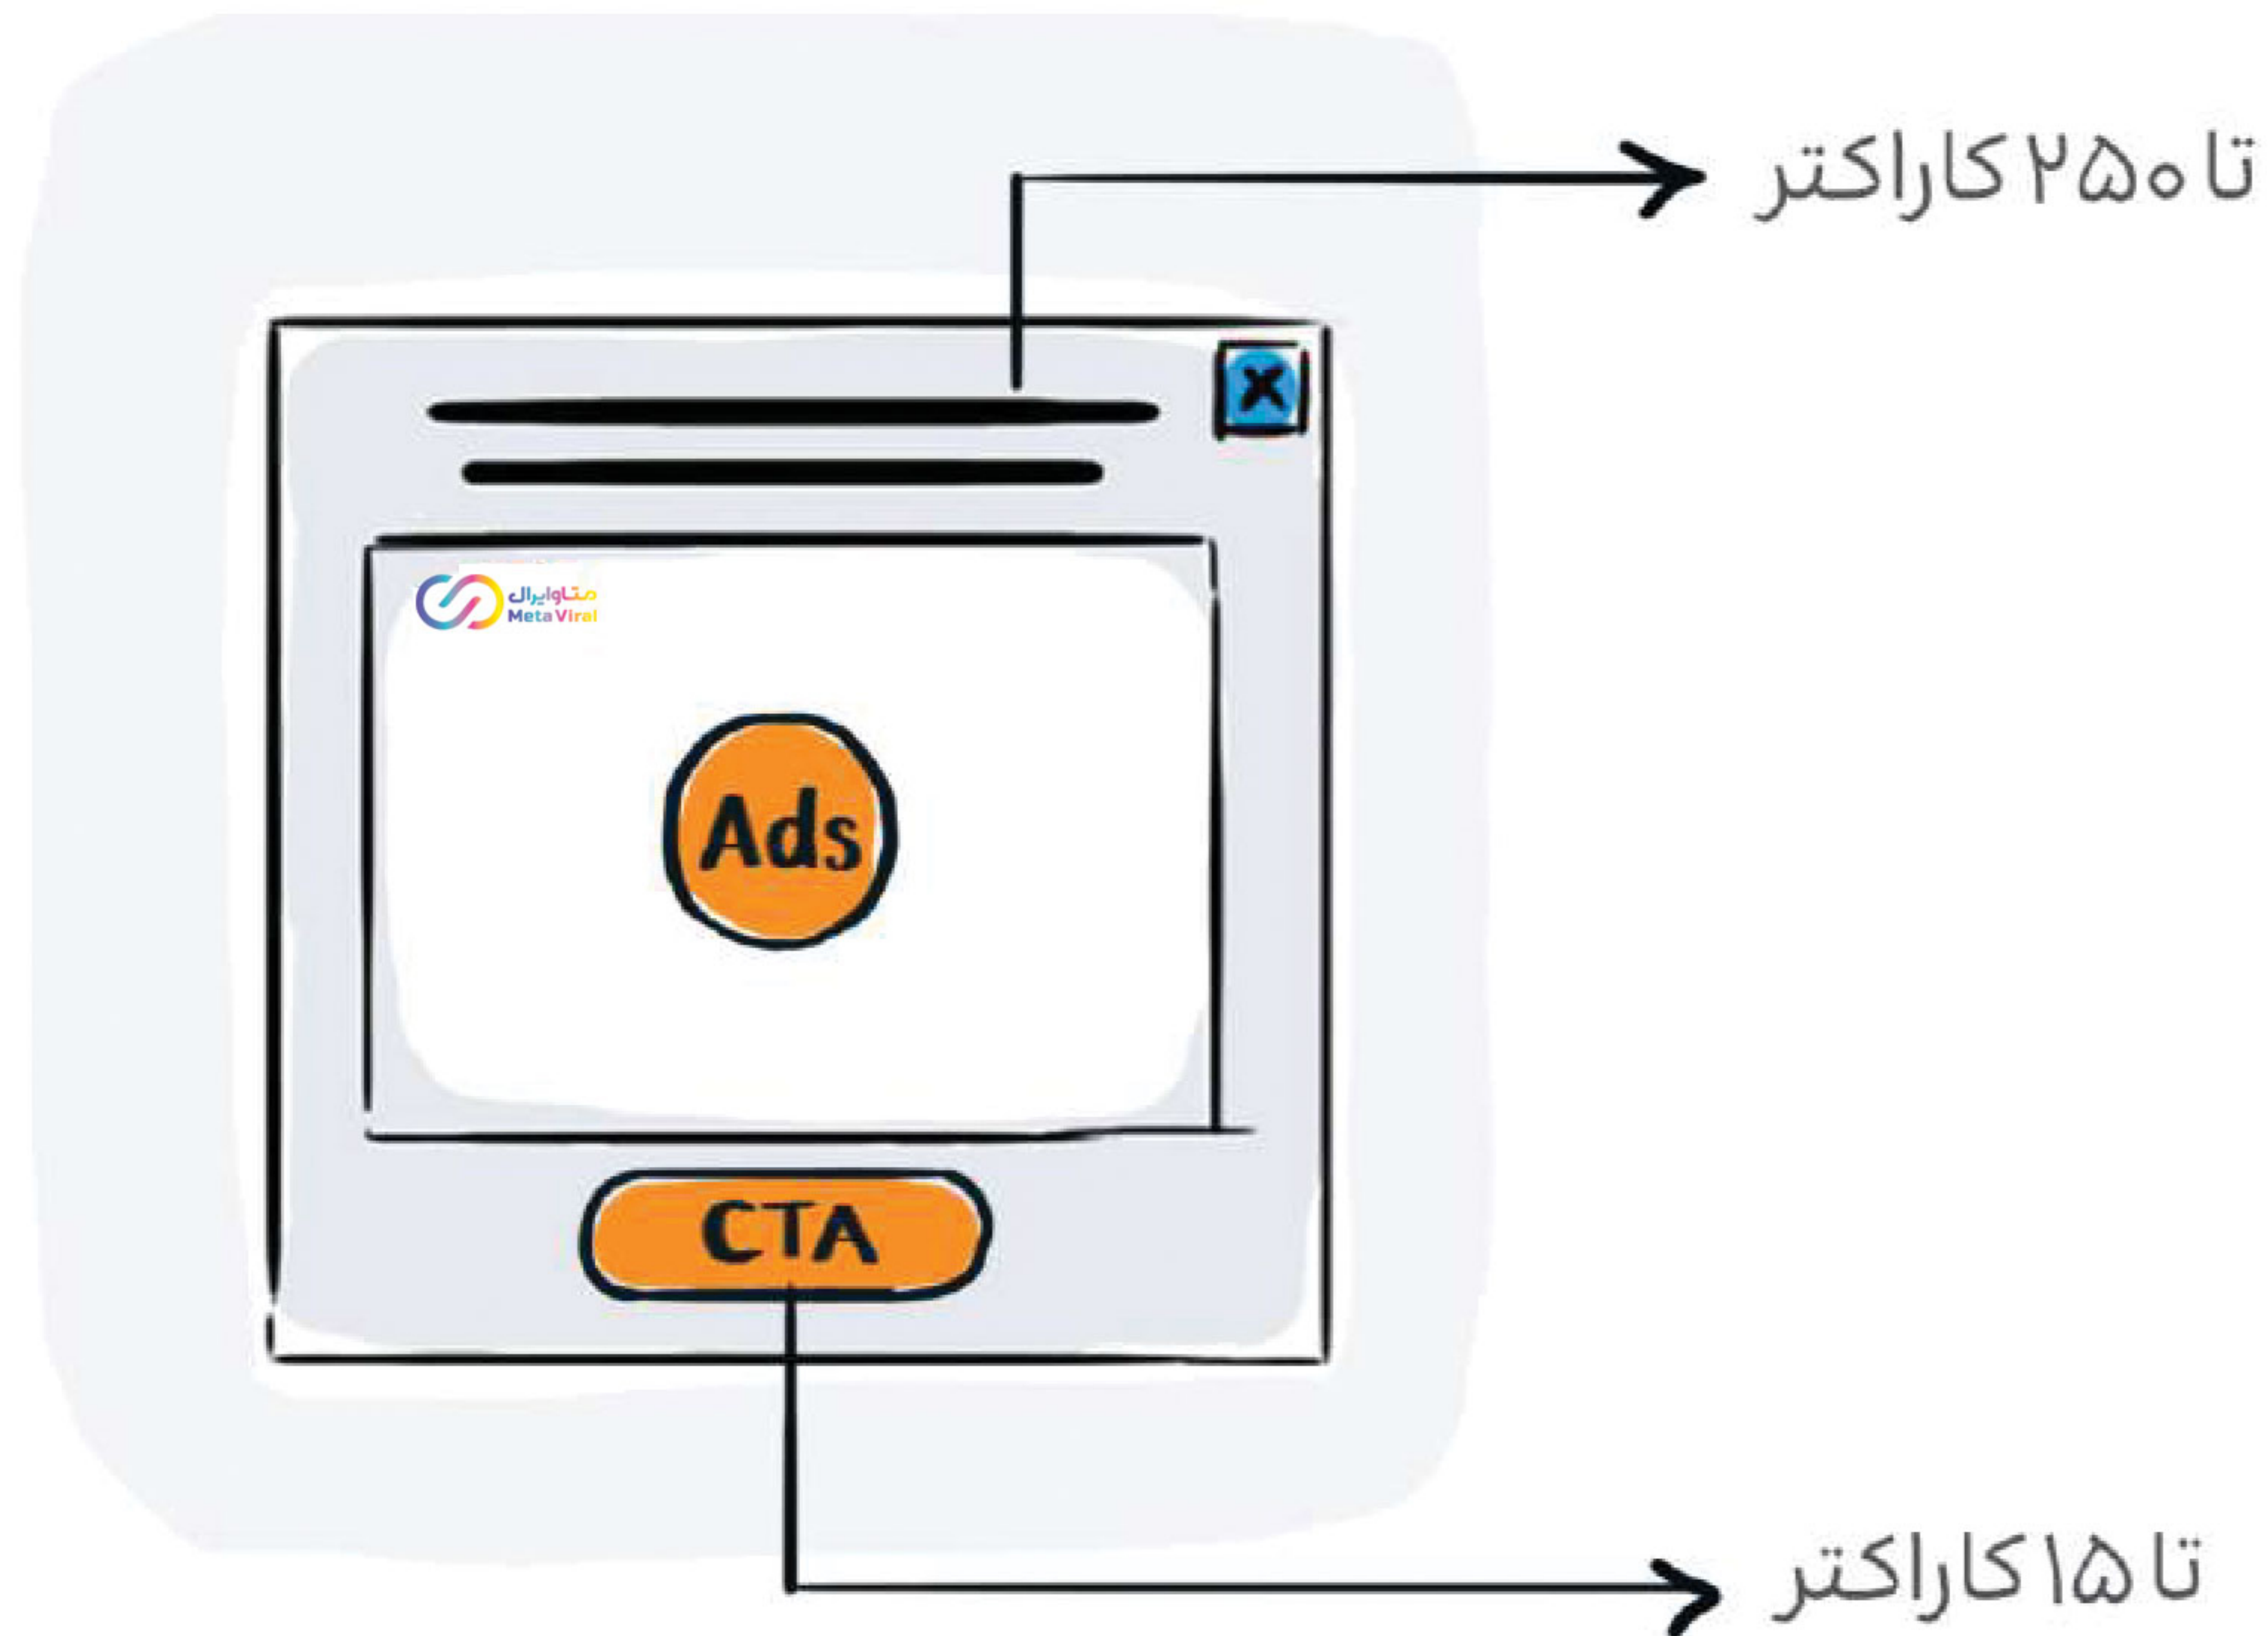 تا ۲۵۰ کاراکتر
x
متاوایرال
Meta Viral
Ads
CTA
تا ۱۵ کاراکتر